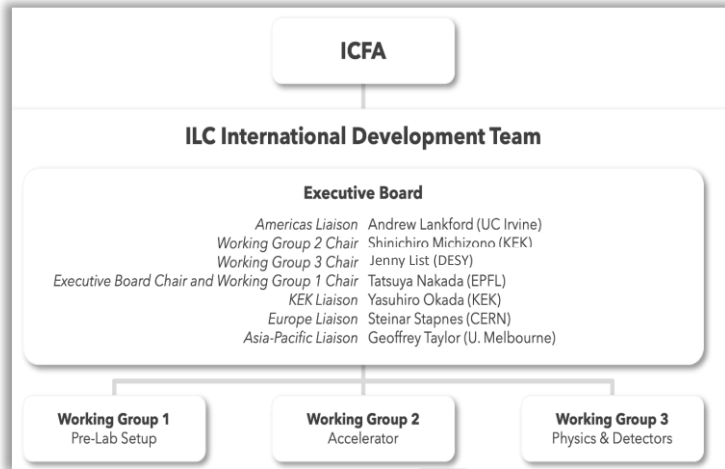 ICFA
ILC International Development Team
Executive Board
Americas Liaison Andrew Lankford (UC Irvine)
Working Group 2 Chair Shinichiro Michizono (KEK)
Working Group 3 Chair Jenny List (DESY)
Executive Board Chair and Working Group 1 Chair Tatsuya Nakada (EPFL)
KEK Liaison Yasuhiro Okada (KEK)
Europe Liaison Steinar Stapnes (CERN)
Asia-Pacific Liaison Geoffrey Taylor (U. Melbourne)
Working Group 1 Working Group 2 Working Group 3
Pre-Lab Setup Accelerator Physics & Detectors